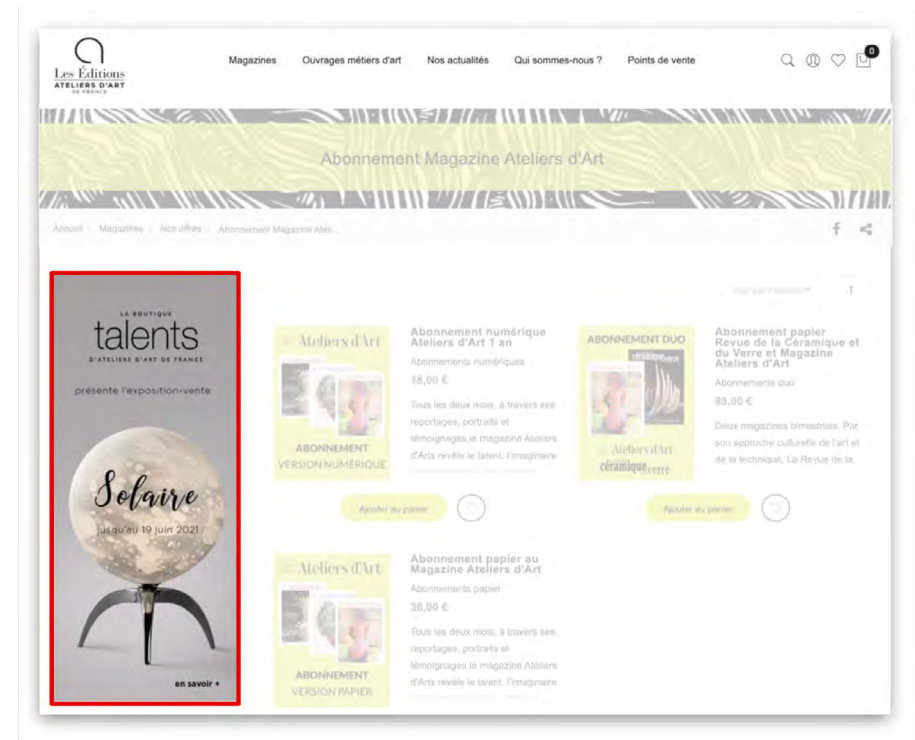 Les Éditions
ATELIERS D'ART
DE FRANCE
Magazines
Ouvrages métiers d'art
Nos actualités
Qui sommes-nous ?
Points de vente
0
Abonnement Magazine Ateliers d'Art
Accueil / Magazines / Nos offres / Abonnement Magazine Ateli...
LA BOUTIQUE
talents
D'ATELIERS D'ART DE FRANCE
présente l'exposition-vente
Solaire
jusqu'au 19 juin 2021
en savoir +
Ateliers d'Art
ABONNEMENT
VERSION NUMÉRIQUE
Abonnement numérique
Ateliers d'Art 1 an
Abonnements numériques
18,00 €
Tous les deux mois, à travers ses
reportages, portraits et
témoignages,le magazine Ateliers
d'Arts révèle le talent, l'imaginaire
Ajouter au panier
ABONNEMENT DUO
céramique verre
Ateliers d'Art
céramique verre
Abonnement papier
Revue de la Céramique et
du Verre et Magazine
Ateliers d'Art
Abonnements duo
89,00 €
Deux magazines bimestriels. Par
son approche culturelle de l'art et
de la technique, La Revue de la
Ajouter au panier
Ateliers d'Art
ABONNEMENT
VERSION PAPIER
Abonnement papier au
Magazine Ateliers d'Art
Abonnements papier
36,00 €
Tous les deux mois, à travers ses
reportages, portraits et
témoignages,le magazine Ateliers
d'Arts révèle le talent, l'imaginaire